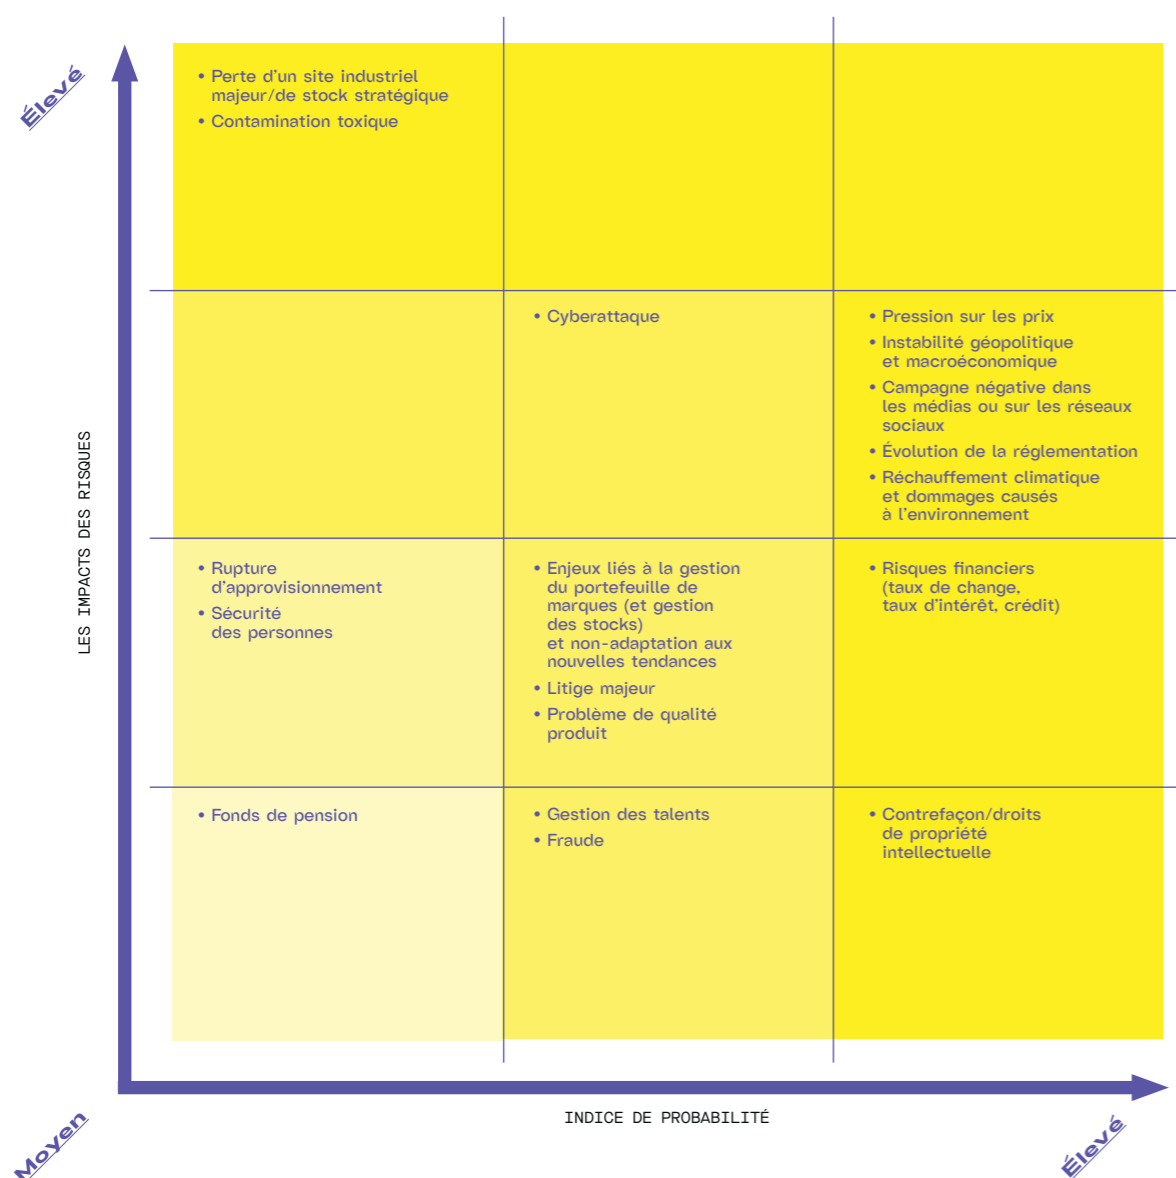 Élevé
• Perte d'un site industriel
majeur/de stock stratégique
• Contamination toxique
• Cyberattaque
• Pression sur les prix
• Instabilité géopolitique
et macroéconomique
• Campagne négative dans
les médias ou sur les réseaux
sociaux
• Évolution de la réglementation
• Réchauffement climatique
et dommages causés
à l'environnement
LES IMPACTS DES RISQUES
• Rupture
d'approvisionnement
• Sécurité
des personnes
• Enjeux liés à la gestion
du portefeuille de
marques (et gestion
des stocks)
et non-adaptation aux
nouvelles tendances
• Litige majeur
• Problème de qualité
produit
• Risques financiers
(taux de change,
taux d'intérêt, crédit)
• Fonds de pension
• Gestion des talents
• Fraude
• Contrefaçon/droits
de propriété
intellectuelle
INDICE DE PROBABILITÉ
Moyen
Élevé